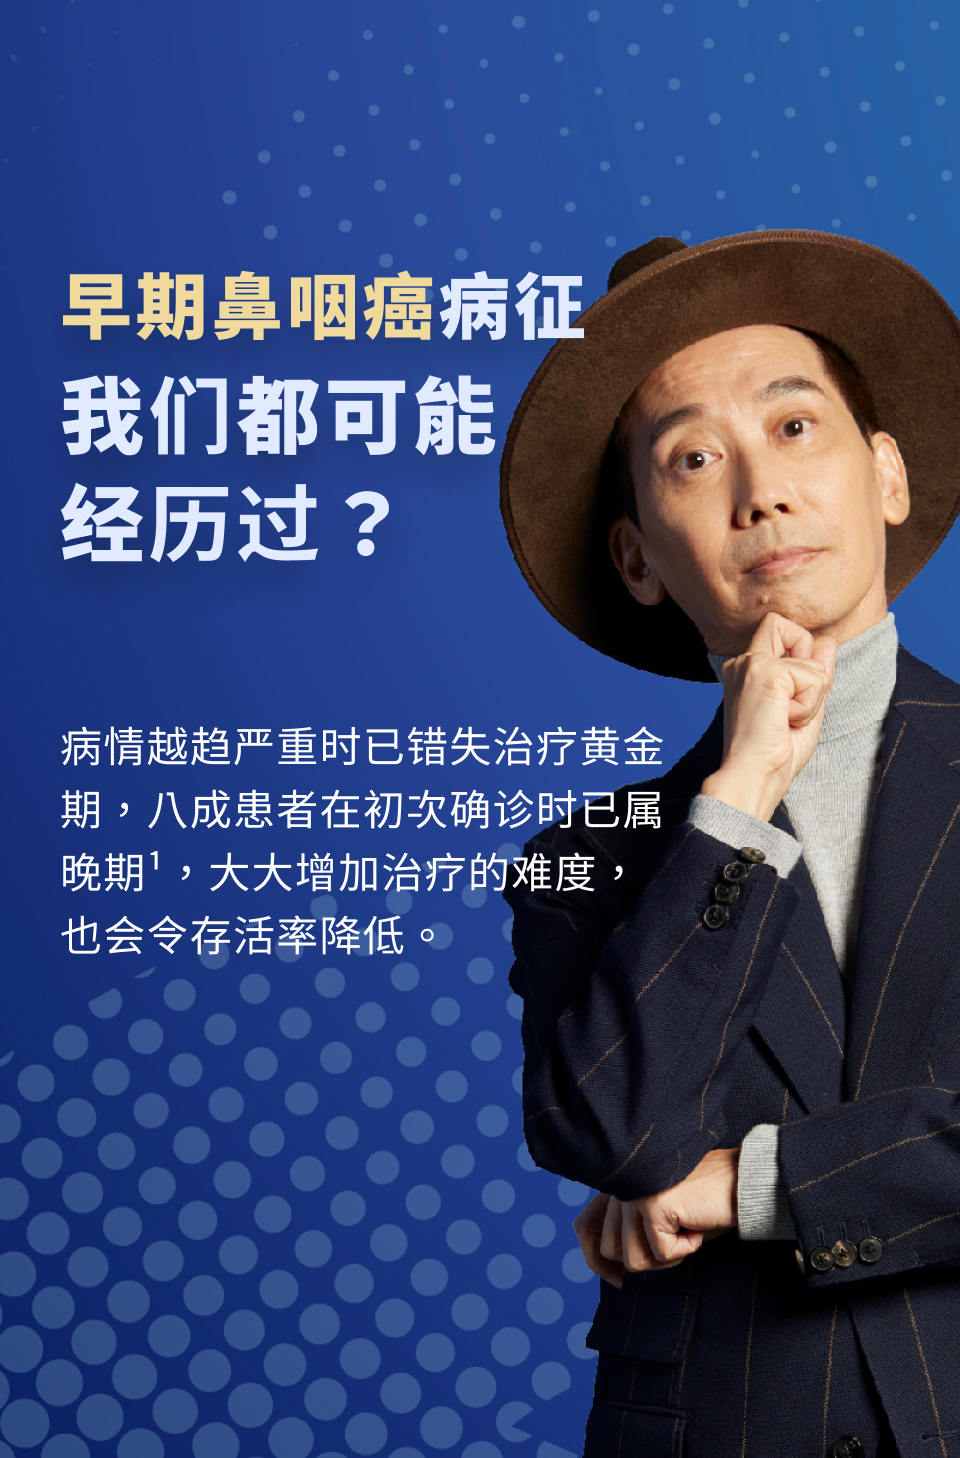 早期鼻咽癌病征
我们都可能
经历过？
病情越趋严重时已错失治疗黄金
期，八成患者在初次确诊时已属
晚期¹，大大增加治疗的难度，
也会令存活率降低。